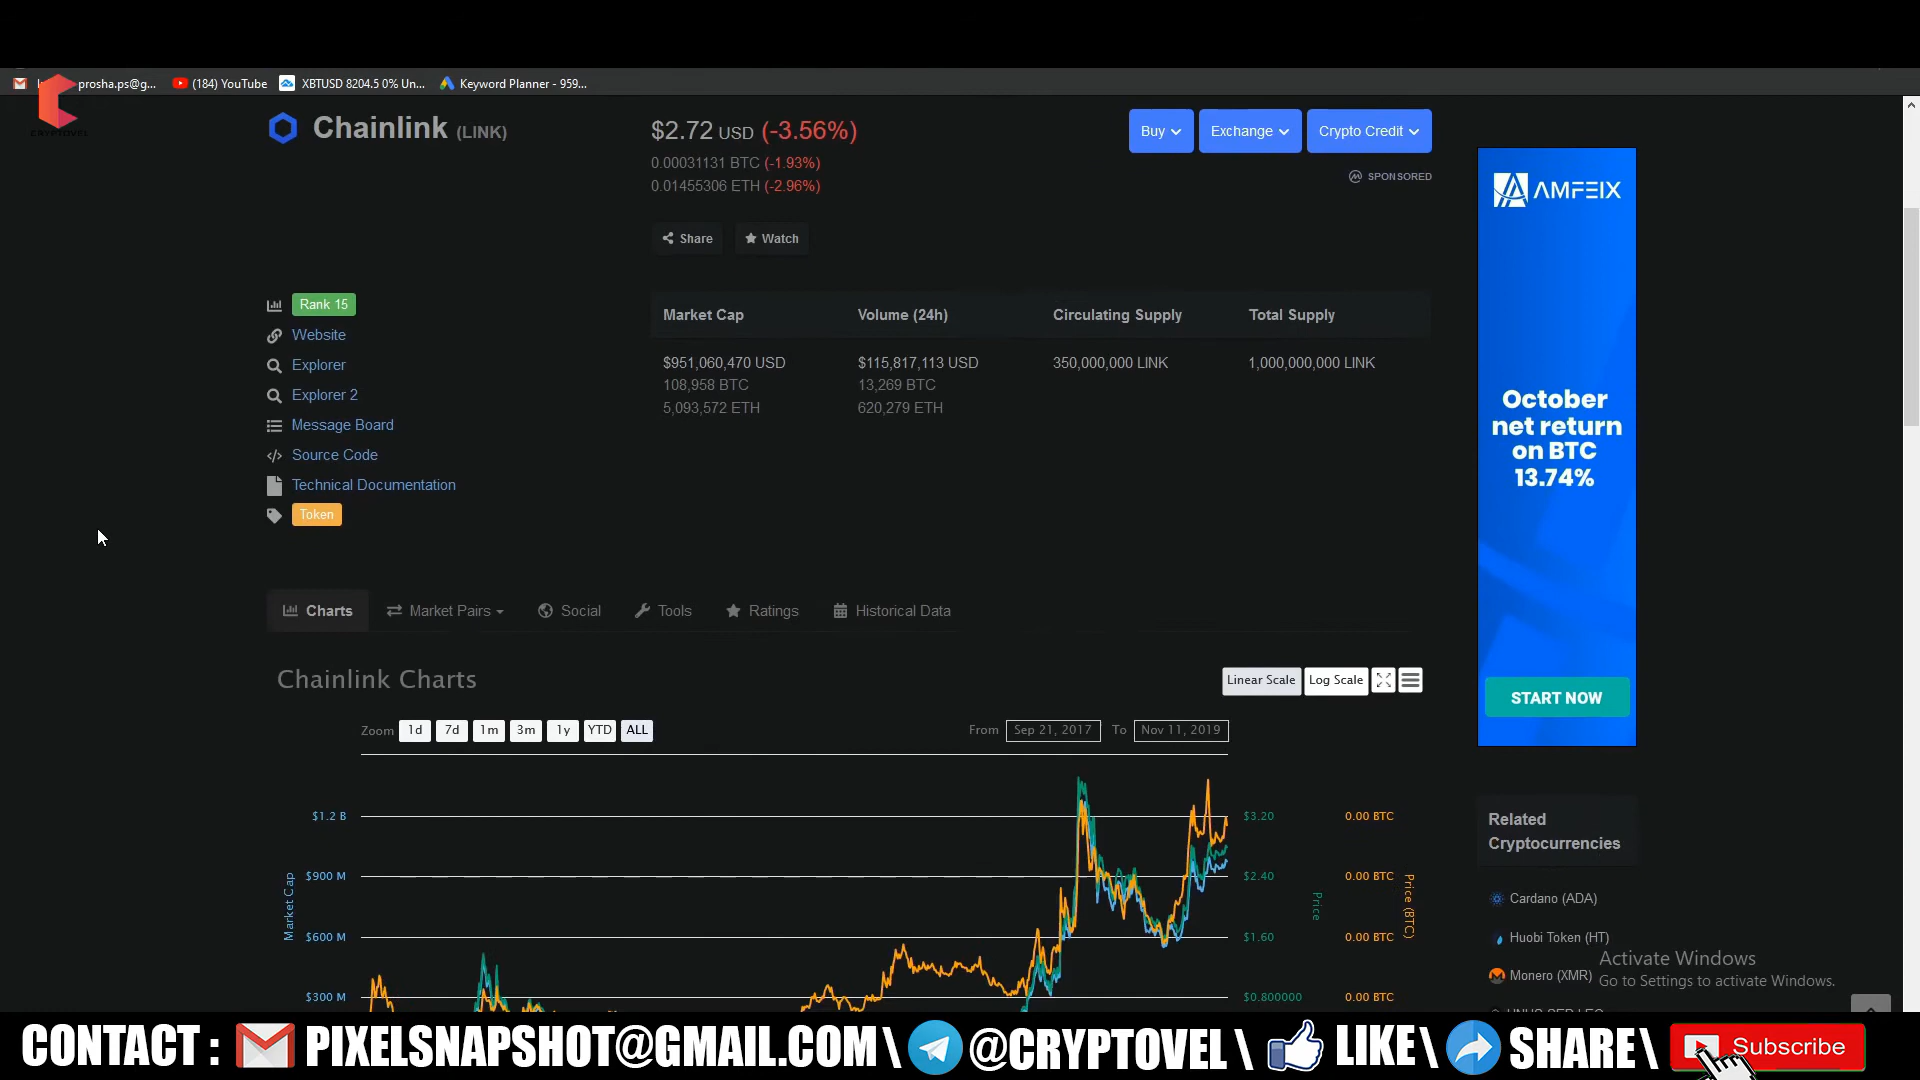 prosha.ps@g...
(184) YouTube
XBTUSD 8204.5 0% Un...
Keyword Planner - 959...
CRYPTOVEL
Chainlink (LINK)
$2.72 USD (-3.56%)
0.00031131 BTC (-1.93%)
0.01455306 ETH (-2.96%)
Buy
Exchange
Crypto Credit
SPONSORED
Share
Watch
Rank 15
Website
Explorer
Explorer 2
Message Board
Source Code
Technical Documentation
Token
Market Cap Volume (24h) Circulating Supply Total Supply
$951,060,470 USD $115,817,113 USD 350,000,000 LINK 1,000,000,000 LINK
108,958 BTC 13,269 BTC
5,093,572 ETH 620,279 ETH
AMFEIX
October
net return
on BTC
13.74%
START NOW
Charts Market Pairs Social Tools Ratings Historical Data
Chainlink Charts
Linear Scale Log Scale
Zoom 1d 7d 1m 3m 1y YTD ALL
From Sep 21, 2017 To Nov 11, 2019
$1.2 B $3.20 0.00 BTC
$900 M $2.40 0.00 BTC
$600 M $1.60 0.00 BTC
$300 M $0.800000 0.00 BTC
Market Cap
Price
Price (BTC)
Related
Cryptocurrencies
Cardano (ADA)
Huobi Token (HT)
Monero (XMR)
Activate Windows
Go to Settings to activate Windows.
CONTACT : PIXELSNAPSHOT@GMAIL.COM \ @CRYPTOVEL \ LIKE \ SHARE \ Subscribe